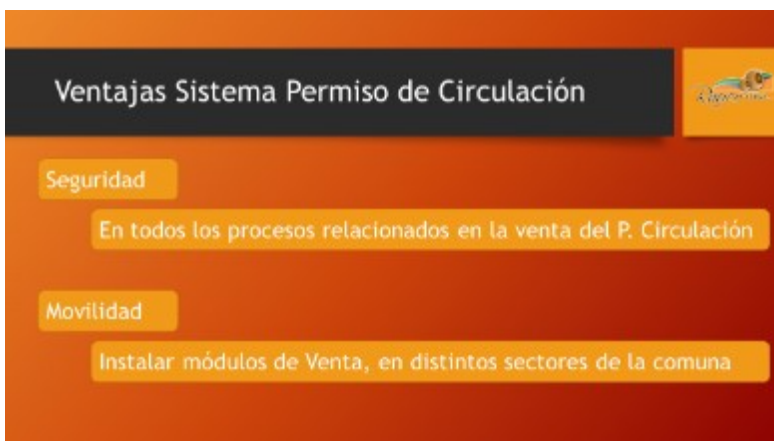 Ventajas Sistema Permiso de Circulación
Seguridad
En todos los procesos relacionados en la venta del P. Circulación
Movilidad
Instalar módulos de Venta, en distintos sectores de la comuna